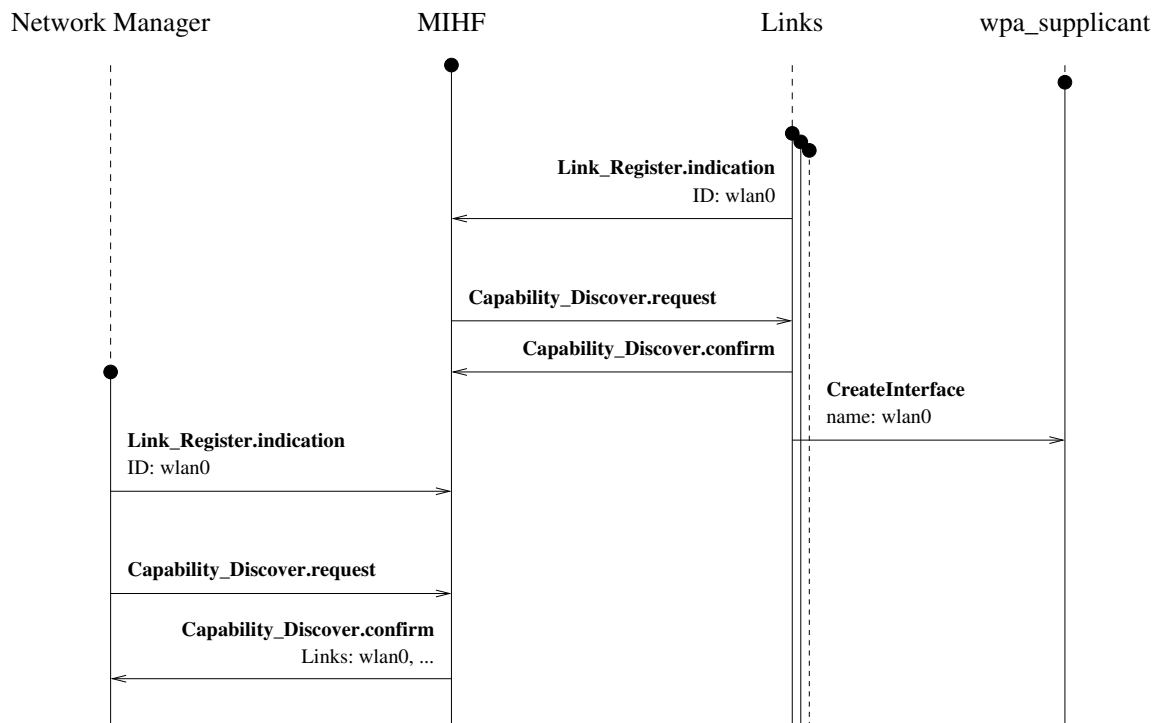 Network Manager
MIHF
Links
wpa_supplicant
Link_Register.indication
ID: wlan0
Capability_Discover.request
Capability_Discover.confirm
CreateInterface
name: wlan0
Link_Register.indication
ID: wlan0
Capability_Discover.request
Capability_Discover.confirm
Links: wlan0, ...